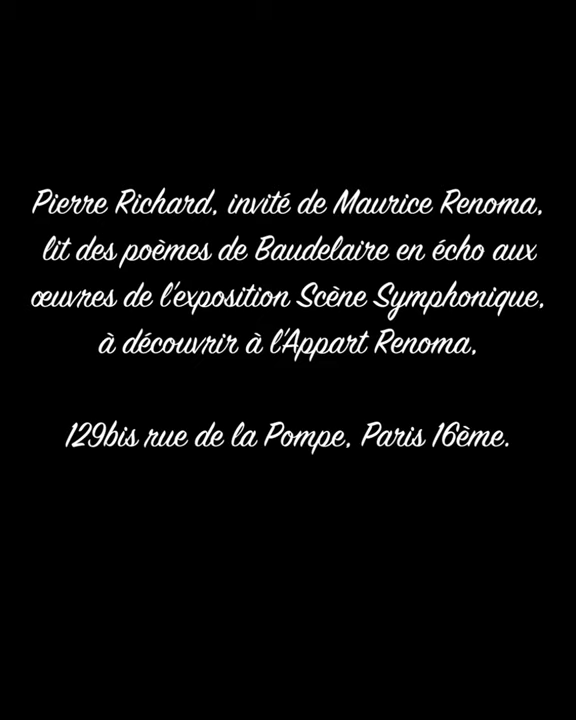 Pierre Richard, invité de Maurice Renoma,
lit des poèmes de Baudelaire en écho aux
œuvres de l'exposition Scène Symphonique,
à découvrir à l'Appart Renoma,
129bis rue de la Pompe, Paris 16ème.